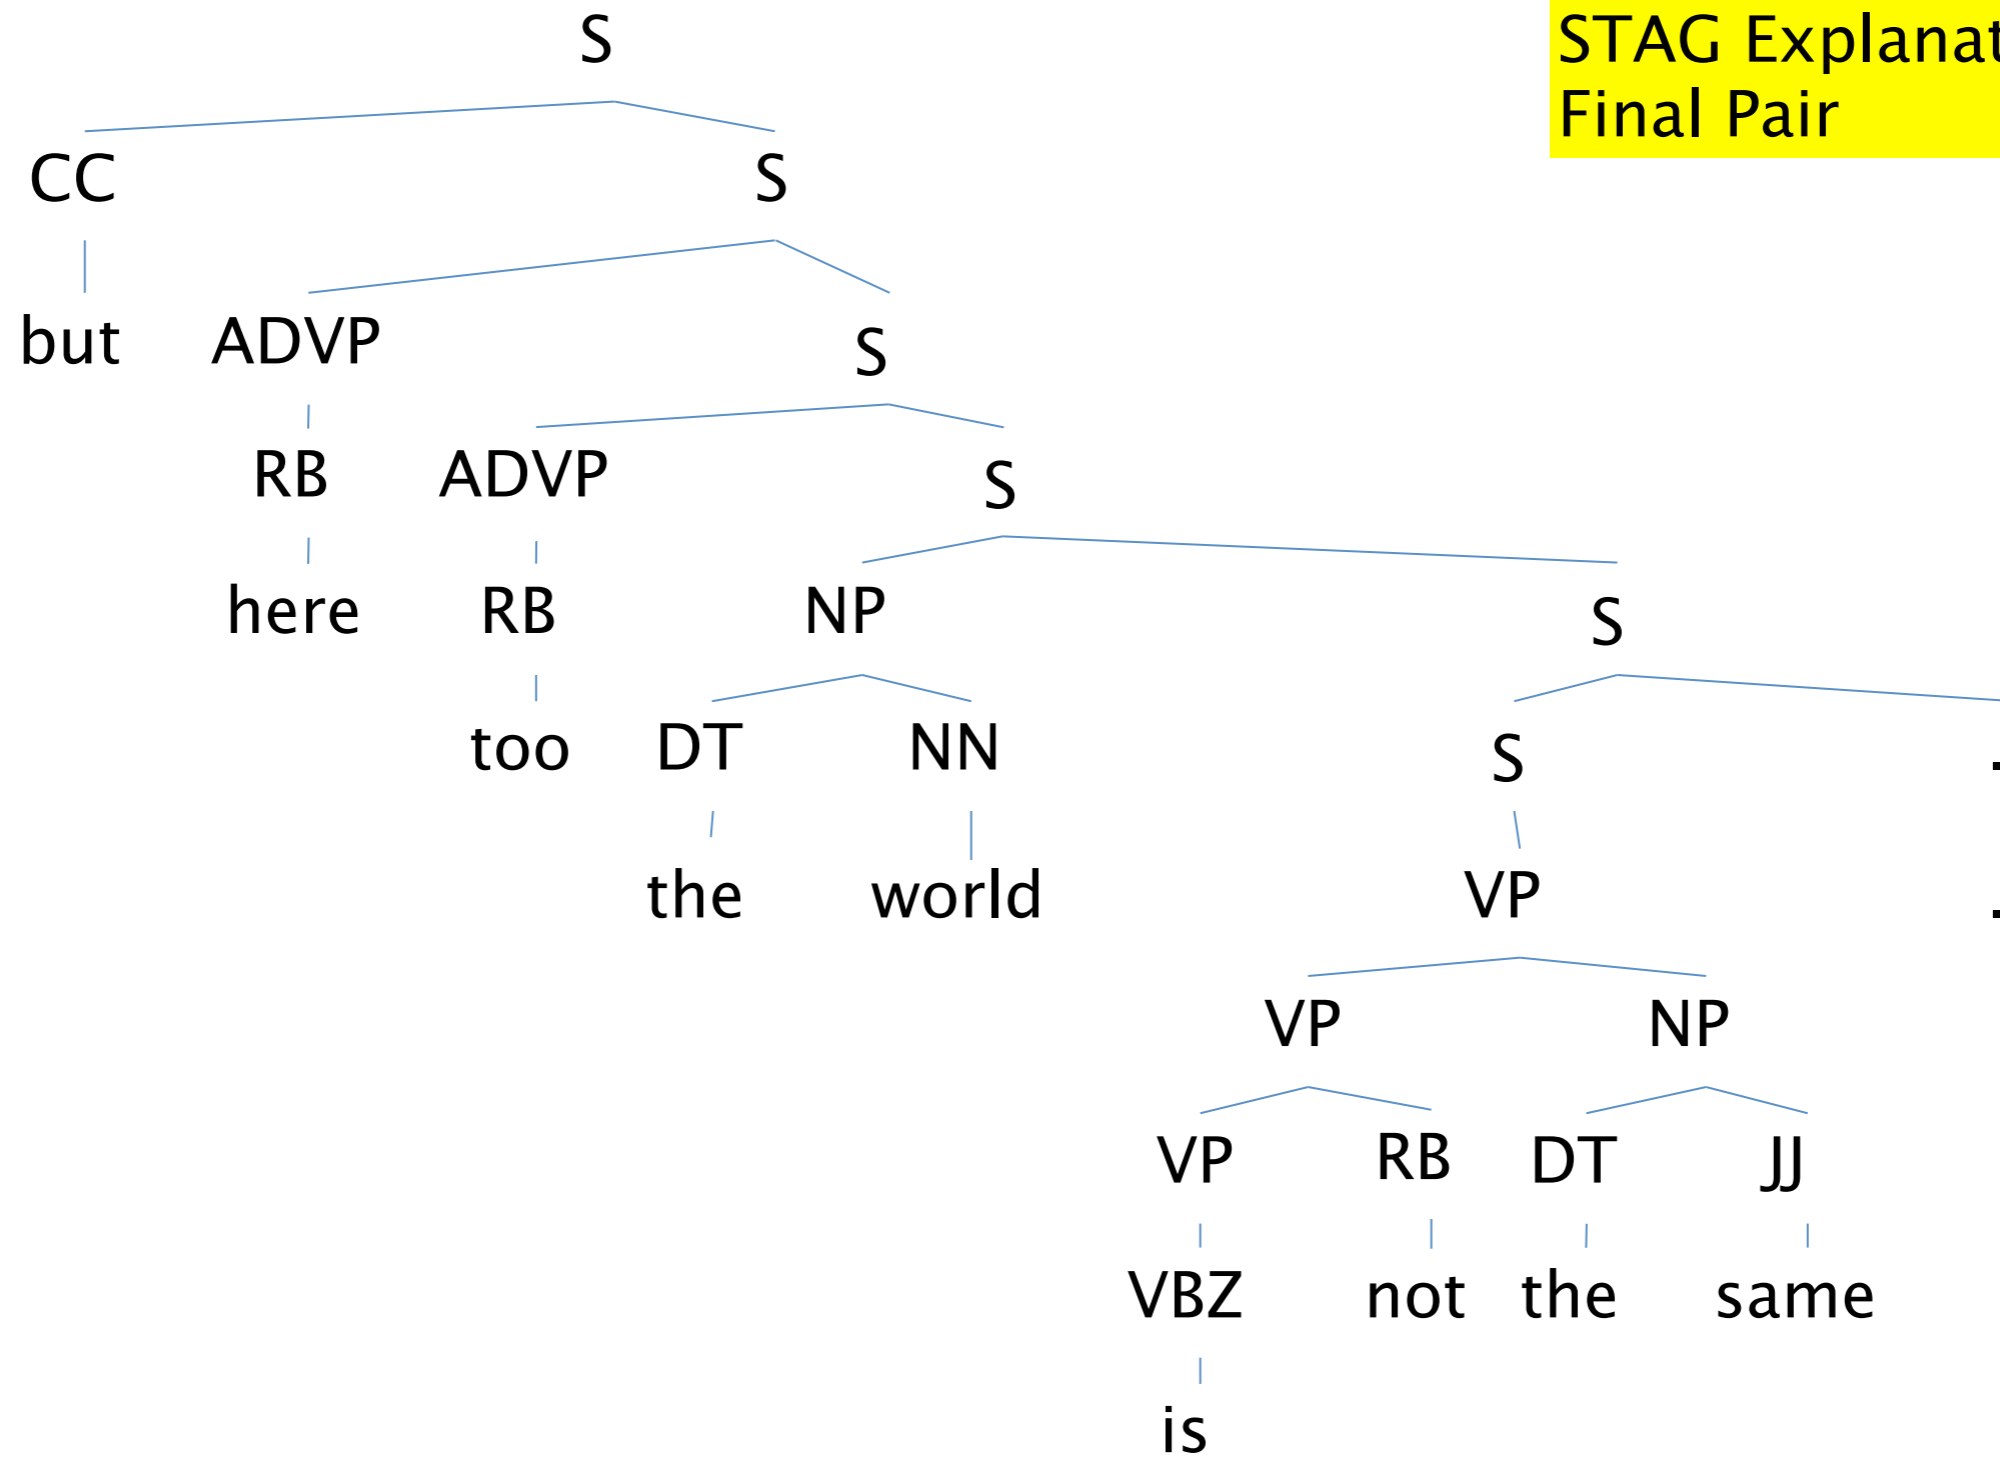 S
STAG Explanat
Final Pair
CC S
but ADVP S
RB ADVP S
here RB NP S
too DT NN S .
the world VP .
VP NP
VP RB DT JJ
VBZ not the same
is